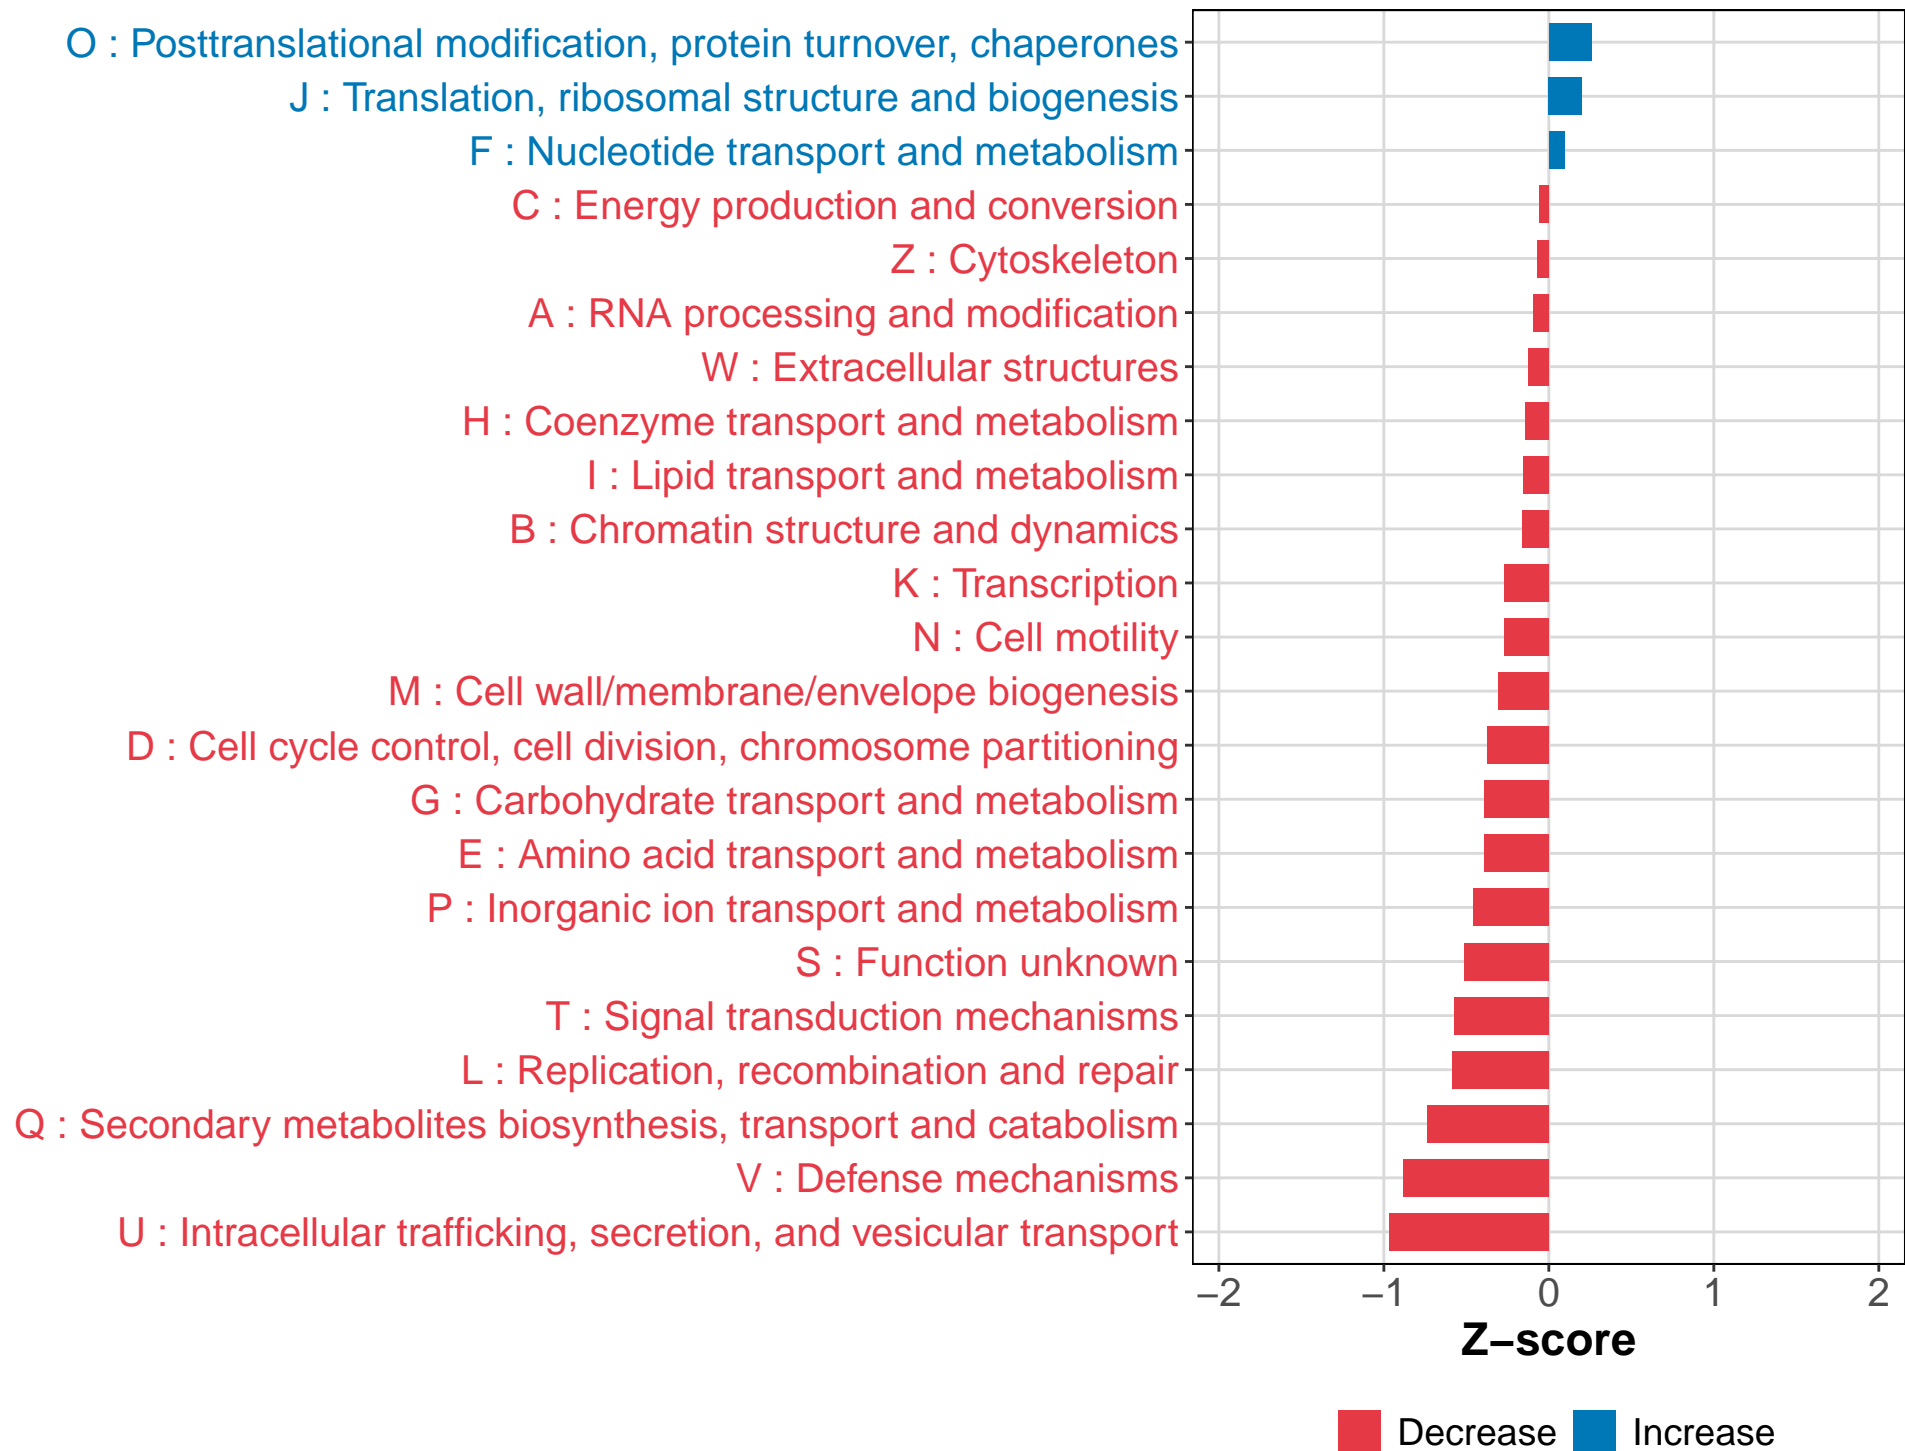 O : Posttranslational modification, protein turnover, chaperones
J : Translation, ribosomal structure and biogenesis
F : Nucleotide transport and metabolism
C : Energy production and conversion
Z : Cytoskeleton
A : RNA processing and modification
W : Extracellular structures
H : Coenzyme transport and metabolism
I : Lipid transport and metabolism
B : Chromatin structure and dynamics
K : Transcription
N : Cell motility
M : Cell wall/membrane/envelope biogenesis
D : Cell cycle control, cell division, chromosome partitioning
G : Carbohydrate transport and metabolism
E : Amino acid transport and metabolism
P : Inorganic ion transport and metabolism
S : Function unknown
T : Signal transduction mechanisms
L : Replication, recombination and repair
Q : Secondary metabolites biosynthesis, transport and catabolism
V : Defense mechanisms
U : Intracellular trafficking, secretion, and vesicular transport
−2 −1 0 1 2
Z−score
Decrease Increase